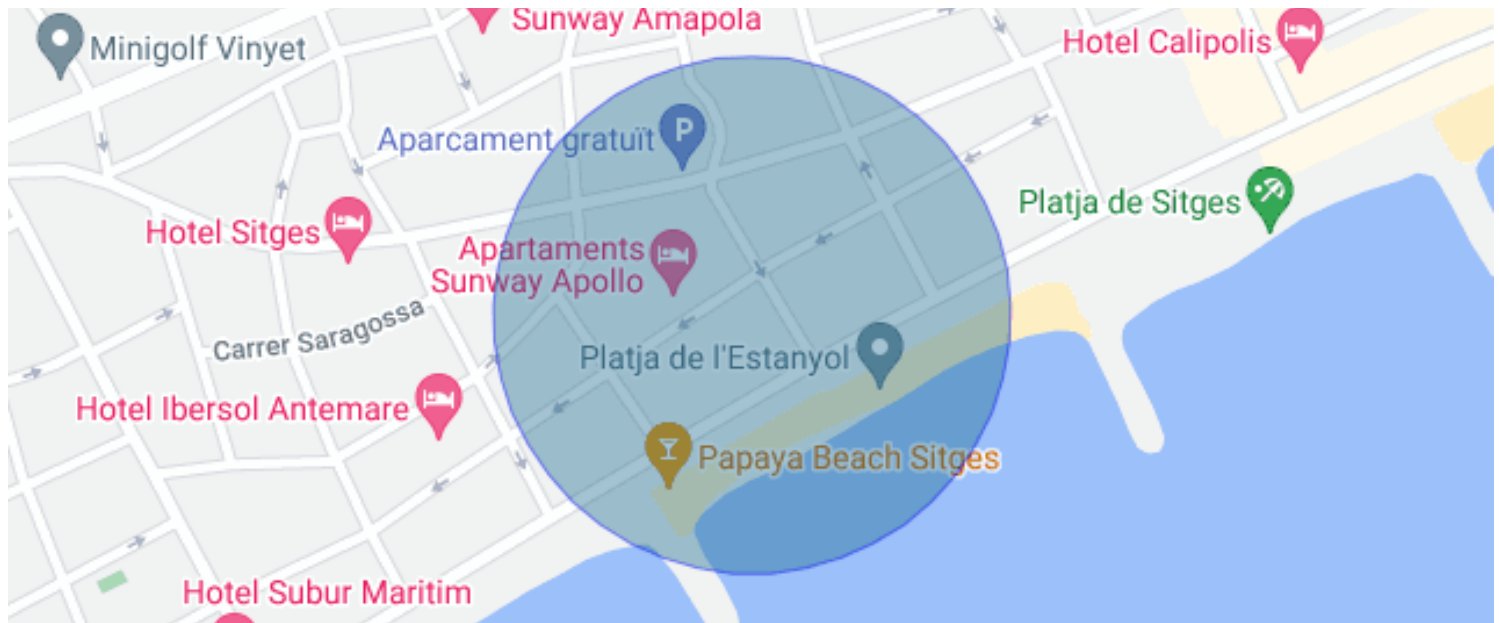 Sunway Amapola
Minigolf Vinyet
Hotel Calipolis
Aparcament gratuït
P
Platja de Sitges
Hotel Sitges
Apartaments
Sunway Apollo
Carrer Saragossa
Platja de l'Estanyol
Hotel Ibersol Antemare
Papaya Beach Sitges
Hotel Subur Maritim